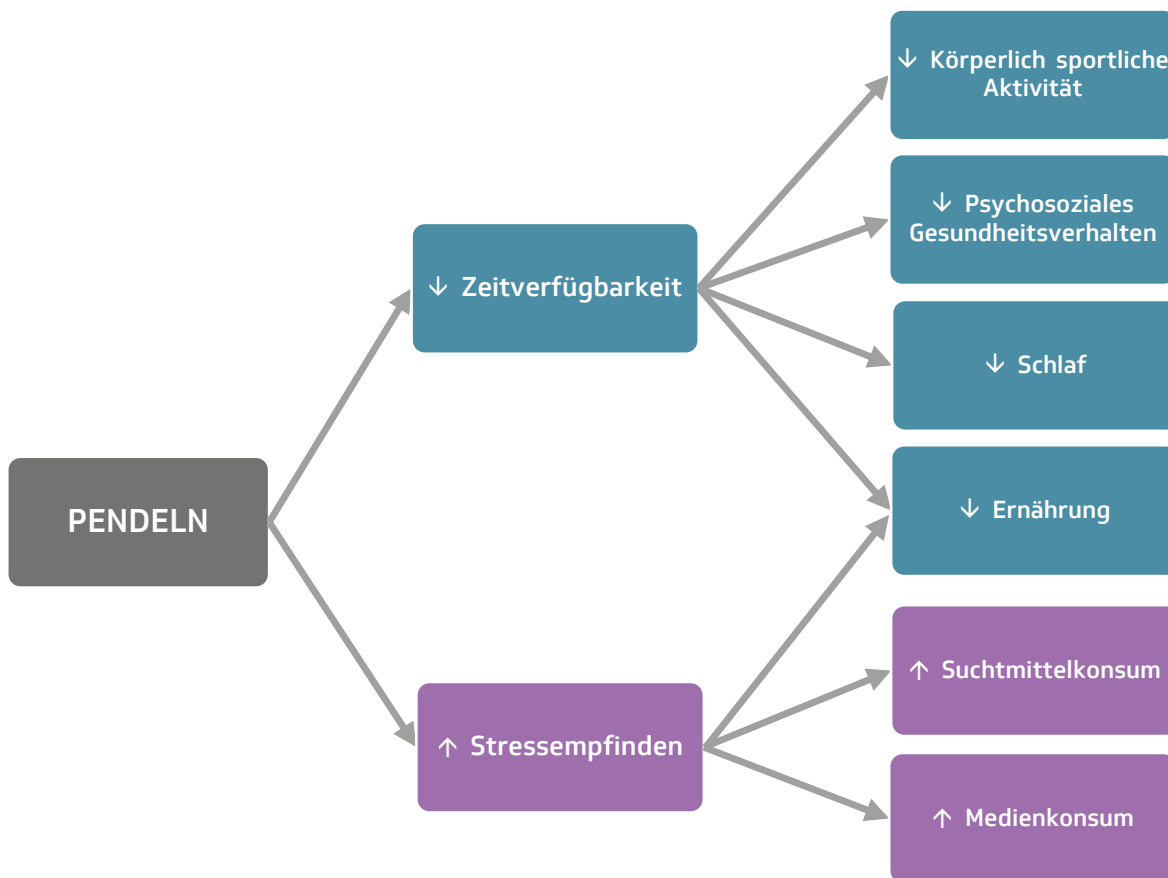 ↓ Körperlich sportliche
Aktivität
↓ Psychosoziales
Gesundheitsverhalten
↓ Zeitverfügbarkeit
↓ Schlaf
PENDELN
↓ Ernährung
↑ Suchtmittelkonsum
↑ Stressempfinden
↑ Medienkonsum